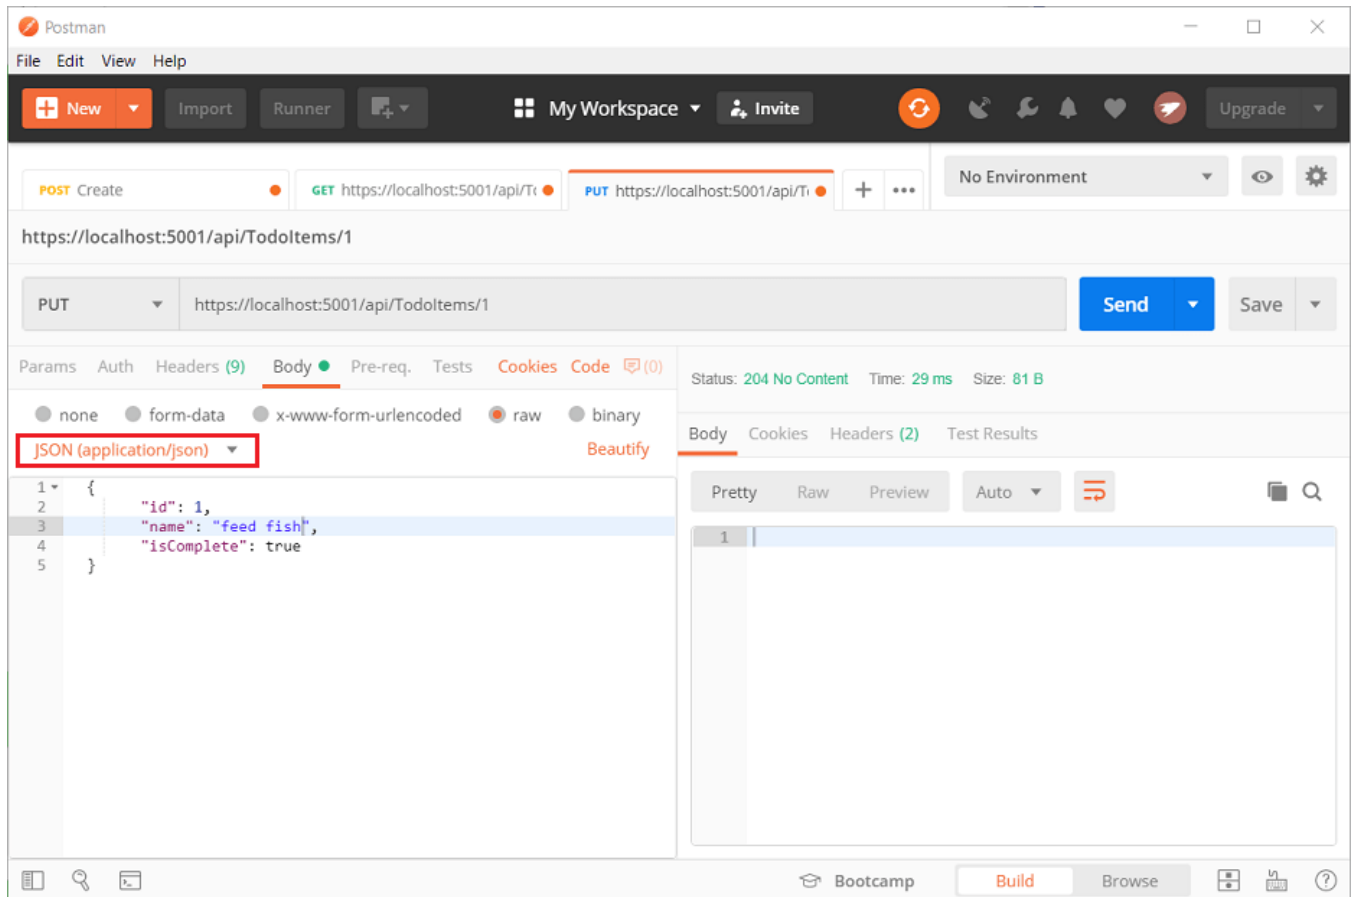 Postman
File Edit View Help
New Import Runner My Workspace Invite Upgrade
POST Create GET https://localhost:5001/api/To PUT https://localhost:5001/api/T No Environment
https://localhost:5001/api/TodoItems/1
PUT https://localhost:5001/api/TodoItems/1 Send Save
Params Auth Headers (9) Body Pre-req. Tests Cookies Code (0)
Status: 204 No Content Time: 29 ms Size: 81 B
none form-data x-www-form-urlencoded raw binary
JSON (application/json) Beautify
Body Cookies Headers (2) Test Results
Pretty Raw Preview Auto
1 {
2 "id": 1,
3 "name": "feed fish",
4 "isComplete": true
5 }
1
Bootcamp Build Browse